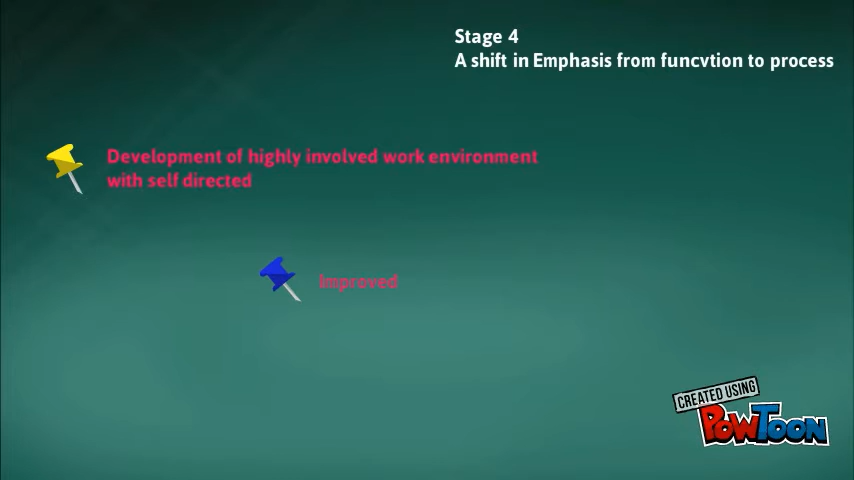 Stage 4
A shift in Emphasis from funcvtion to process
Development of highly involved work environment
with self directed
Improved
CREATED USING
POWTOON